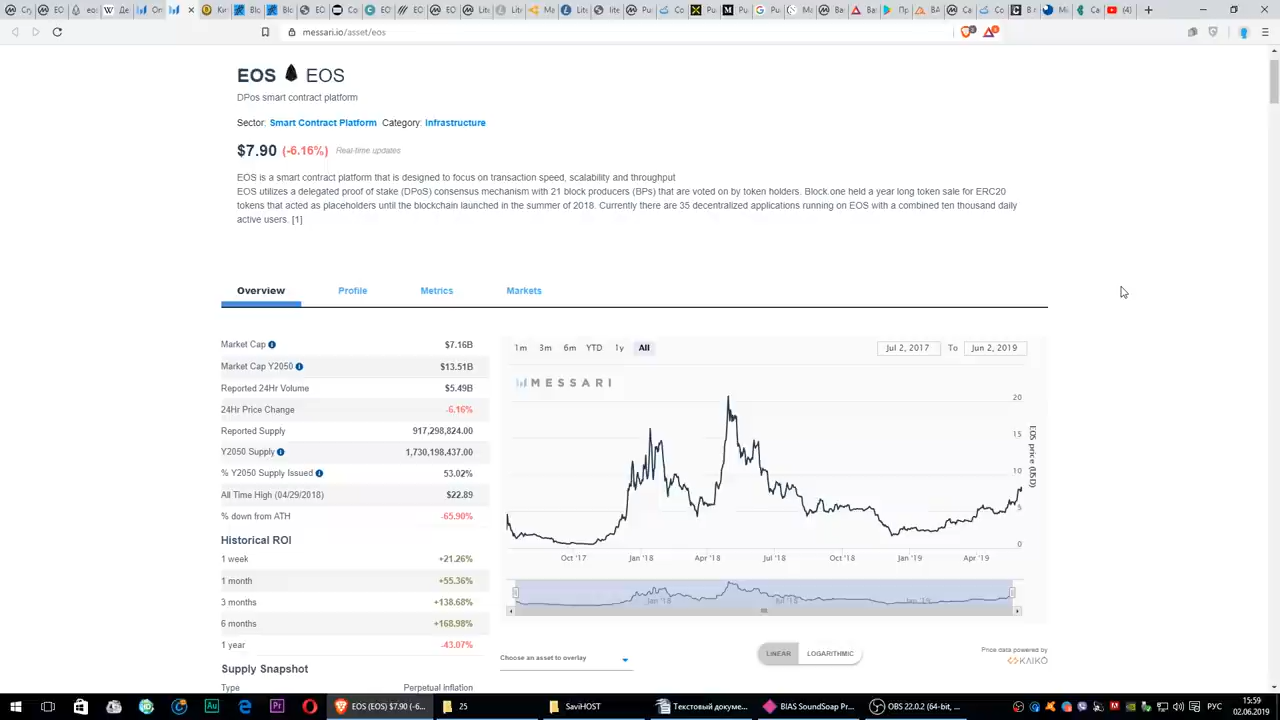 messari.io/asset/eos
EOS EOS
DPos smart contract platform
Sector: Smart Contract Platform Category: Infrastructure
$7.90 (-6.16%) Real-time updates
EOS is a smart contract platform that is designed to focus on transaction speed, scalability and throughput
EOS utilizes a delegated proof of stake (DPoS) consensus mechanism with 21 block producers (BPs) that are voted on by token holders. Block.one held a year long token sale for ERC20
tokens that acted as placeholders until the blockchain launched in the summer of 2018. Currently there are 35 decentralized applications running on EOS with a combined ten thousand daily
active users. [1]
Overview Profile Metrics Markets
Market Cap $7.16B
Market Cap Y2050 $13.51B
Reported 24Hr Volume $5.49B
24Hr Price Change -6.16%
Reported Supply 917,298,824.00
Y2050 Supply 1,730,198,437.00
% Y2050 Supply Issued 53.02%
All Time High (04/29/2018) $22.89
% down from ATH -65.90%
Historical ROI
1 week +21.26%
1 month +55.36%
3 months +138.68%
6 months +168.98%
1 year -43.07%
Supply Snapshot
Type Perpetual inflation
1m 3m 6m YTD 1y All
Jul 2, 2017 To Jun 2, 2019
MESSARI
20
15
10
5
0
EOS price (USD)
Oct '17 Jan '18 Apr '18 Jul '18 Oct '18 Jan '19 Apr '19
Jan '18 Jul '18 Jan '19
Choose an asset to overlay
LINEAR LOGARITHMIC
Price data powered by
KAIKO
EOS (EOS) $7.90 (-6... 25 SaviHOST Текстовый докуме... BIAS SoundSoap Pr... OBS 22.0.2 (64-bit, ...
РУС
15:59
02.06.2019